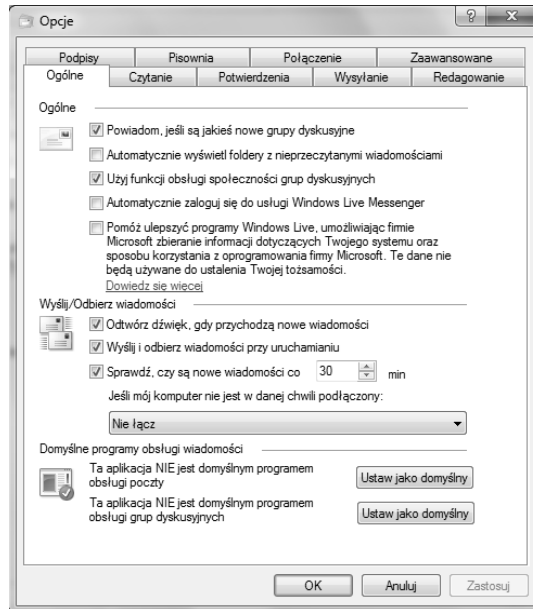 Opcje
Podpisy Pisownia Połączenie Zaawansowane
Ogólne Czytanie Potwierdzenia Wysyłanie Redagowanie
Ogólne
Powiadom, jeśli są jakieś nowe grupy dyskusyjne
Automatycznie wyświetl foldery z nieprzeczytanymi wiadomościami
Użyj funkcji obsługi społeczności grup dyskusyjnych
Automatycznie zaloguj się do usługi Windows Live Messenger
Pomóż ulepszyć programy Windows Live, umożliwiając firmie
Microsoft zbieranie informacji dotyczących Twojego systemu oraz
sposobu korzystania z oprogramowania firmy Microsoft. Te dane nie
będą używane do ustalenia Twojej tożsamości.
Dowiedz się więcej
Wyślij/Odbierz wiadomości
Odtwórz dźwięk, gdy przychodzą nowe wiadomości
Wyślij i odbierz wiadomości przy uruchamianiu
Sprawdź, czy są nowe wiadomości co 30 min
Jeśli mój komputer nie jest w danej chwili podłączony:
Nie łącz
Domyślne programy obsługi wiadomości
Ta aplikacja NIE jest domyślnym programem
obsługi poczty
Ustaw jako domyślny
Ta aplikacja NIE jest domyślnym programem
obsługi grup dyskusyjnych
Ustaw jako domyślny
OK Anuluj Zastosuj